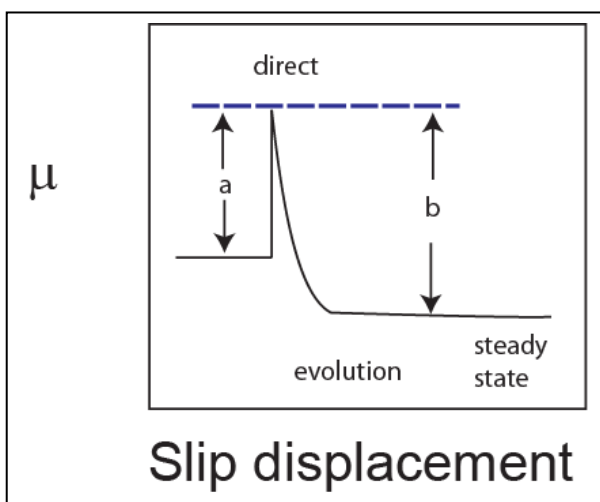 direct
μ
a
b
steady
state
evolution
Slip displacement